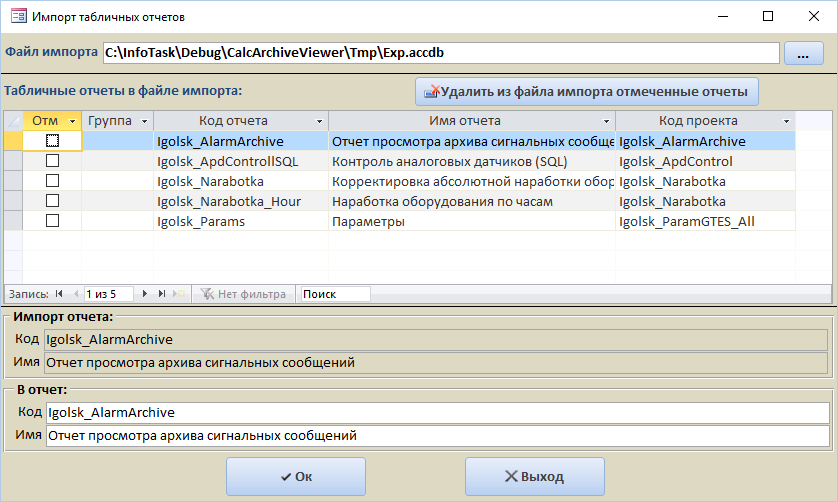 Импорт табличных отчетов
Файл импорта C:\InfoTask\Debug\CalcArchiveViewer\Tmp\Exp.accdb ...
Табличные отчеты в файле импорта: Удалить из файла импорта отмеченные отчеты
Отм Группа Код отчета Имя отчета Код проекта
Igolsk_AlarmArchive Отчет просмотра архива сигнальных сообще Igolsk_AlarmArchive
Igolsk_ApdControllSQL Контроль аналоговых датчиков (SQL) Igolsk_ApdControl
Igolsk_Narabotka Корректировка абсолютной наработки обор Igolsk_Narabotka
Igolsk_Narabotka_Hour Наработка оборудования по часам Igolsk_Narabotka
Igolsk_Params Параметры Igolsk_ParamGTES_All
Запись: 1 из 5 Нет фильтра Поиск
Импорт отчета:
Код Igolsk_AlarmArchive
Имя Отчет просмотра архива сигнальных сообщений
В отчет:
Код Igolsk_AlarmArchive
Имя Отчет просмотра архива сигнальных сообщений
Ок Выход